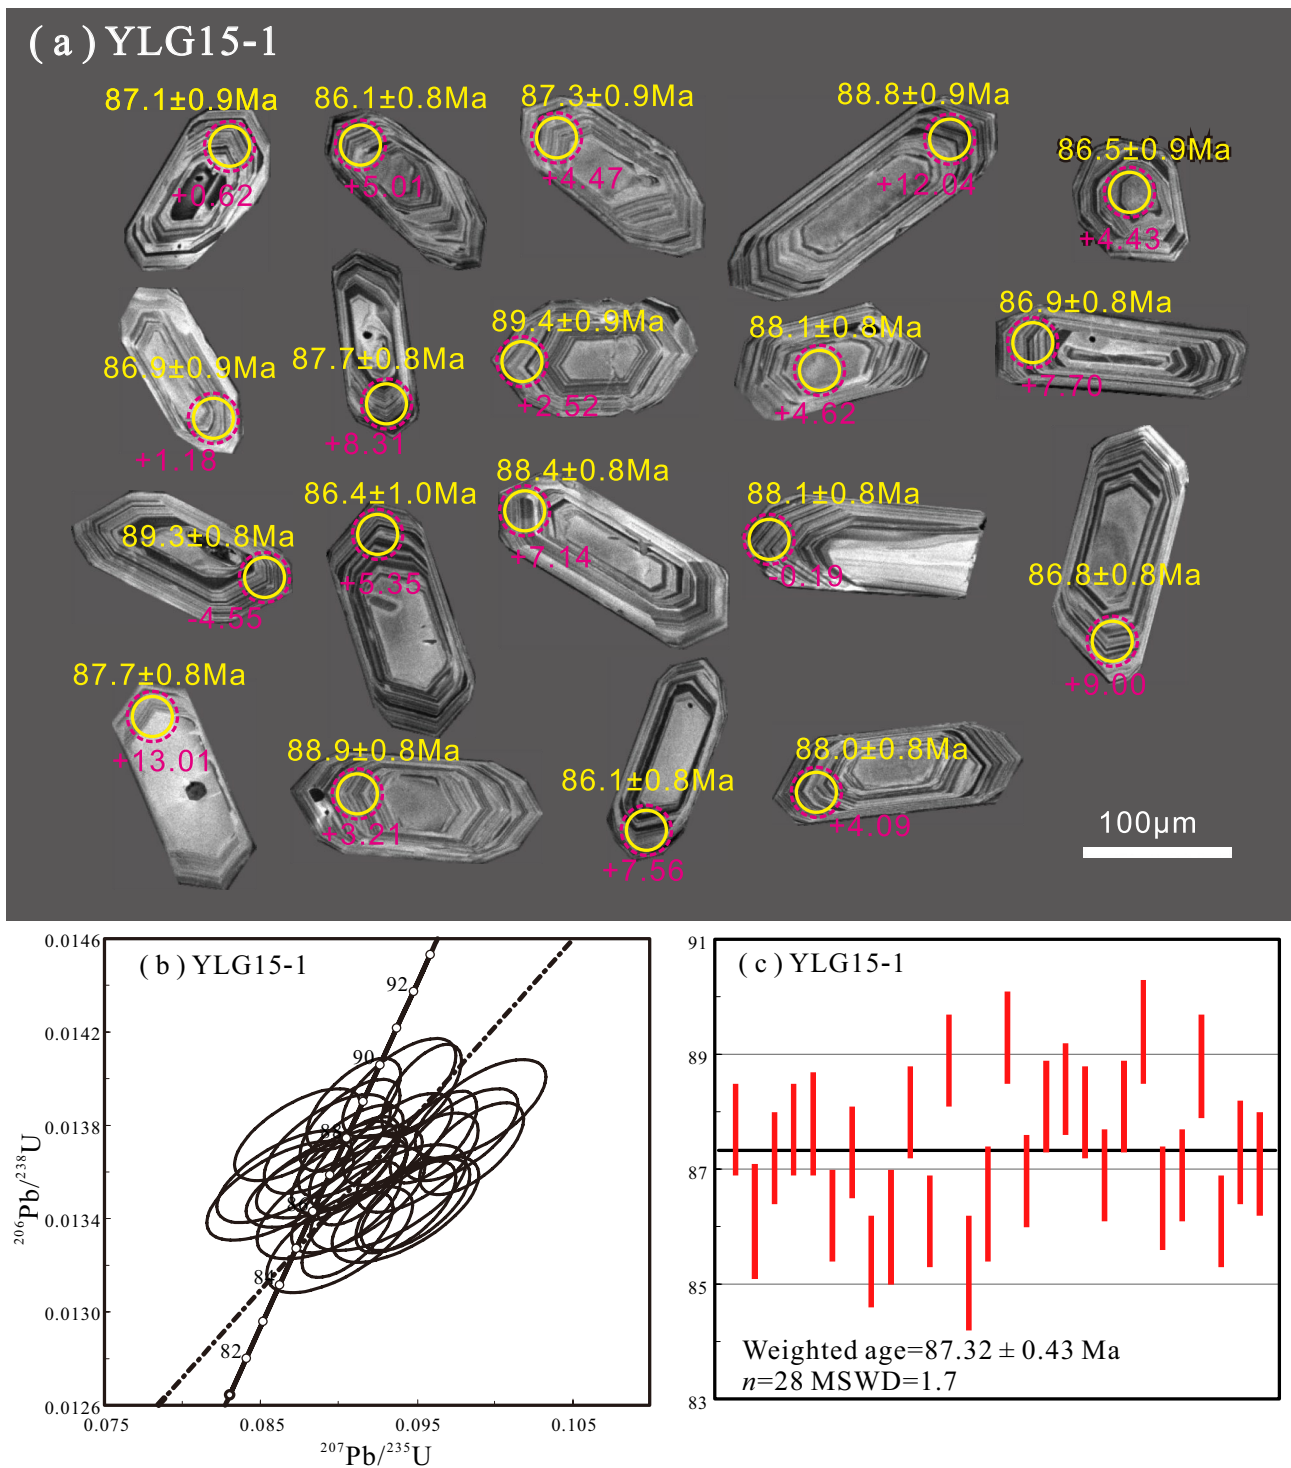 (a) YLG15-1
87.1±0.9Ma
86.1±0.8Ma
87.3±0.9Ma
88.8±0.9Ma
86.5±0.9Ma
+0.62
+5.01
+4.47
+12.04
+4.43
86.9±0.9Ma
87.7±0.8Ma
89.4±0.9Ma
88.1±0.8Ma
86.9±0.8Ma
+1.18
+8.31
+2.52
+4.62
+7.70
89.3±0.8Ma
86.4±1.0Ma
88.4±0.8Ma
88.1±0.8Ma
86.8±0.8Ma
-4.55
+5.35
+7.14
-0.19
+9.00
87.7±0.8Ma
88.9±0.8Ma
86.1±0.8Ma
88.0±0.8Ma
+13.01
+3.21
+7.56
+4.09
100μm
(b) YLG15-1
0.0146
0.0142
0.0138
0.0134
0.0130
0.0126
²⁰⁶Pb/²³⁸U
92
90
88
86
84
82
0.075
0.085
0.095
0.105
²⁰⁷Pb/²³⁵U
(c) YLG15-1
91
89
87
85
83
Weighted age=87.32 ± 0.43 Ma
n=28 MSWD=1.7